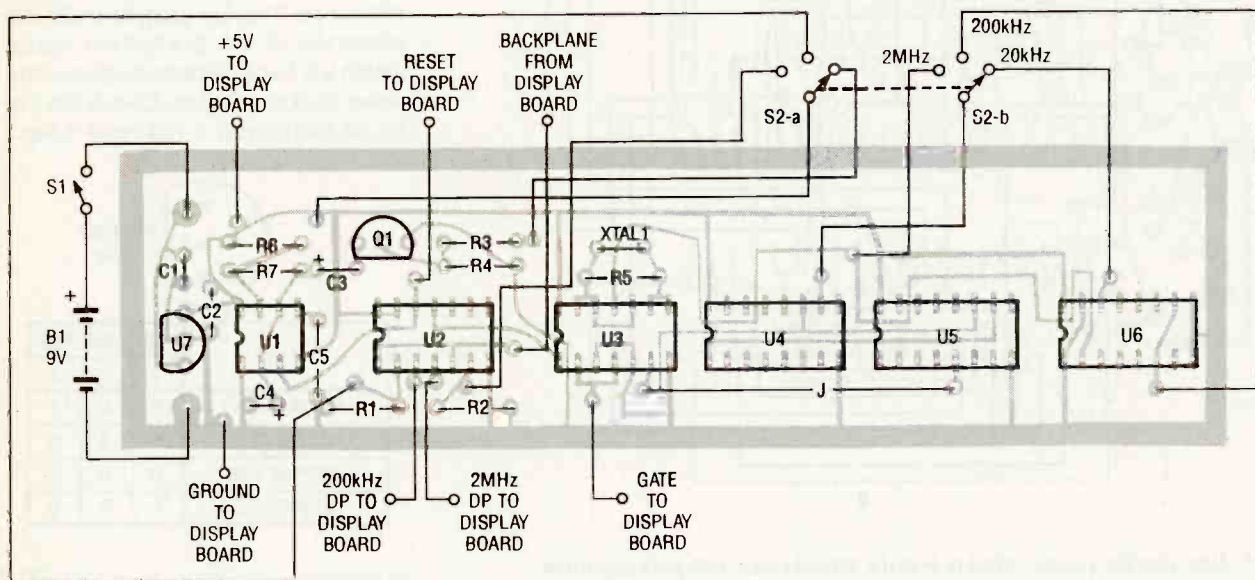 +5V
TO
DISPLAY
BOARD
RESET
TO DISPLAY
BOARD
BACKPLANE
FROM
DISPLAY
BOARD
200kHz
2MHz
20kHz
S2-a
S2-b
S1
+
B1
9V
C1
C2
U7
R6
R7
+
C3
Q1
R3
R4
XTAL1
R5
U1
C5
C4
+
U2
U3
U4
U5
U6
R1
R2
J
GROUND
TO
DISPLAY
BOARD
200kHz
DP TO
DISPLAY
BOARD
2MHz
DP TO
DISPLAY
BOARD
GATE
TO
DISPLAY
BOARD